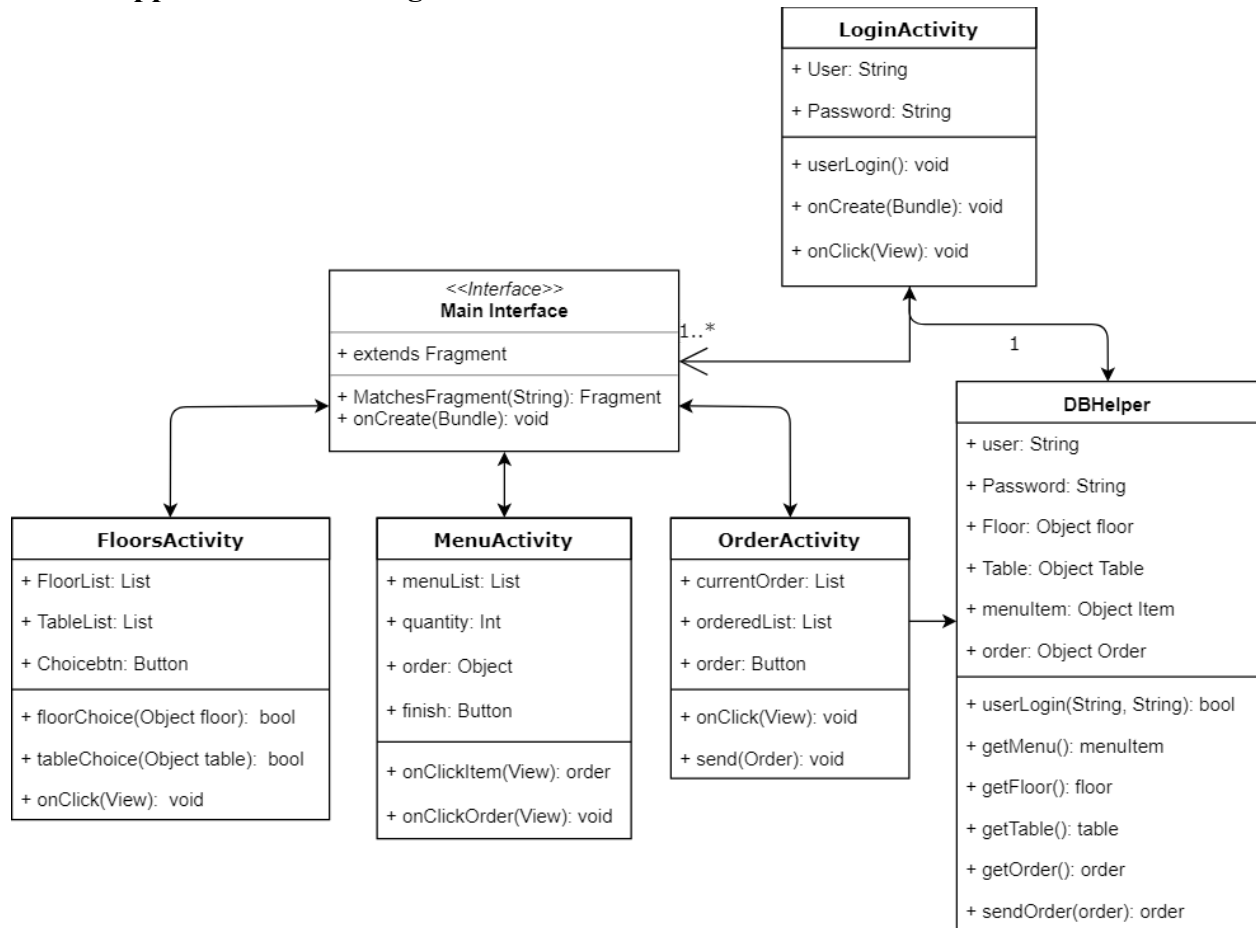 LoginActivity
+ User: String
+ Password: String
+ userLogin(): void
+ onCreate(Bundle): void
+ onClick(View): void
<<Interface>>
Main Interface
+ extends Fragment
+ MatchesFragment(String): Fragment
+ onCreate(Bundle): void
1..*
1
DBHelper
+ user: String
+ Password: String
+ Floor: Object floor
+ Table: Object Table
+ menuItem: Object Item
+ order: Object Order
+ userLogin(String, String): bool
+ getMenu(): menuItem
+ getFloor(): floor
+ getTable(): table
+ getOrder(): order
+ sendOrder(order): order
FloorsActivity
+ FloorList: List
+ TableList: List
+ Choicebtn: Button
+ floorChoice(Object floor): bool
+ tableChoice(Object table): bool
+ onClick(View): void
MenuActivity
+ menuList: List
+ quantity: Int
+ order: Object
+ finish: Button
+ onClickItem(View): order
+ onClickOrder(View): void
OrderActivity
+ currentOrder: List
+ orderedList: List
+ order: Button
+ onClick(View): void
+ send(Order): void